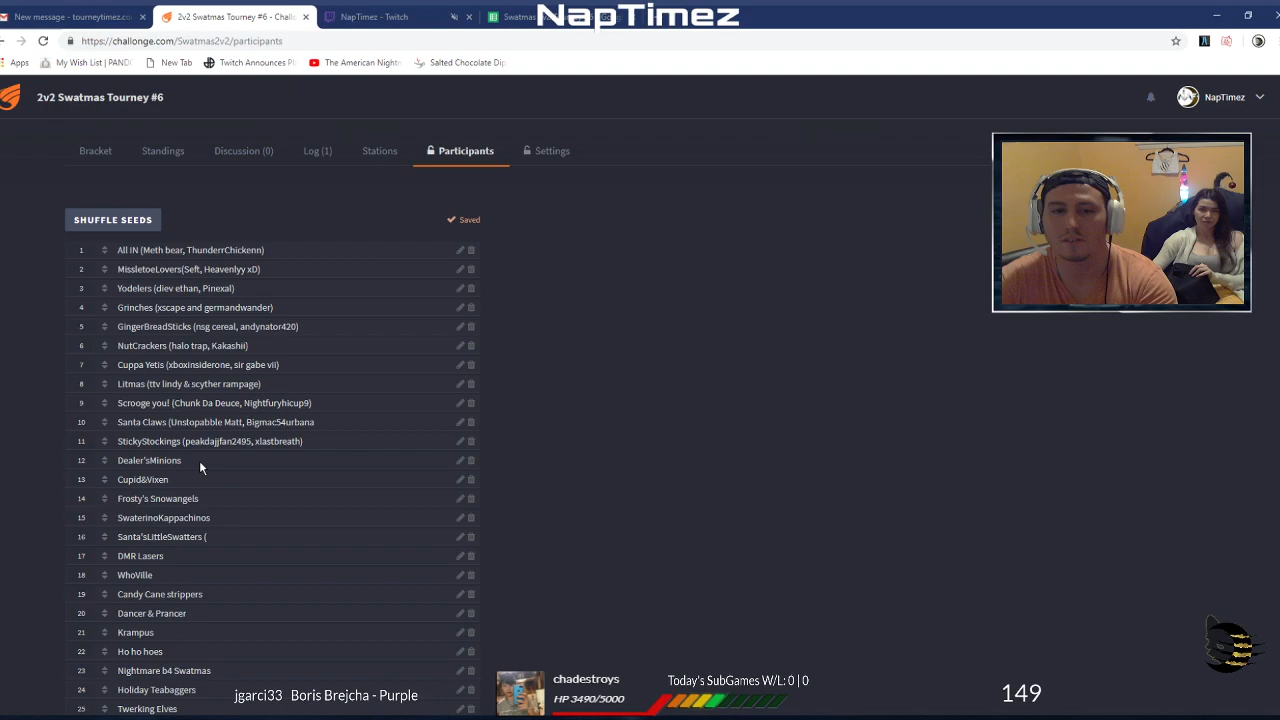 NapTimez
New message - tourneytimez.co
2v2 Swatmas Tourney #6 - Challo
NapTimez - Twitch
Swatmas
https://challonge.com/Swatmas2v2/participants
Apps
My Wish List | PAND
New Tab
Twitch Announces Pl
The American Nightm
Salted Chocolate Dip
2v2 Swatmas Tourney #6
NapTimez
Bracket
Standings
Discussion (0)
Log (1)
Stations
Participants
Settings
SHUFFLE SEEDS
Saved
1 All IN (Meth bear, ThunderrChickenn)
2 MissletoeLovers(Seft, Heavenlyy xD)
3 Yodelers (diev ethan, Pinexal)
4 Grinches (xscape and germandwander)
5 GingerBreadSticks (nsg cereal, andynator420)
6 NutCrackers (halo trap, Kakashii)
7 Cuppa Yetis (xboxinsiderone, sir gabe vii)
8 Litmas (ttv lindy & scyther rampage)
9 Scrooge you! (Chunk Da Deuce, Nightfuryhicup9)
10 Santa Claws (Unstopabble Matt, Bigmac54urbana
11 StickyStockings (peakdajjfan2495, xlastbreath)
12 Dealer'sMinions
13 Cupid&Vixen
14 Frosty's Snowangels
15 SwaterinoKappachinos
16 Santa'sLittleSwatters (
17 DMR Lasers
18 WhoVille
19 Candy Cane strippers
20 Dancer & Prancer
21 Krampus
22 Ho ho hoes
23 Nightmare b4 Swatmas
24 Holiday Teabaggers
25 Twerking Elves
jgarci33 Boris Brejcha - Purple
chadestroys
HP 3490/5000
Today's SubGames W/L: 0 | 0
149